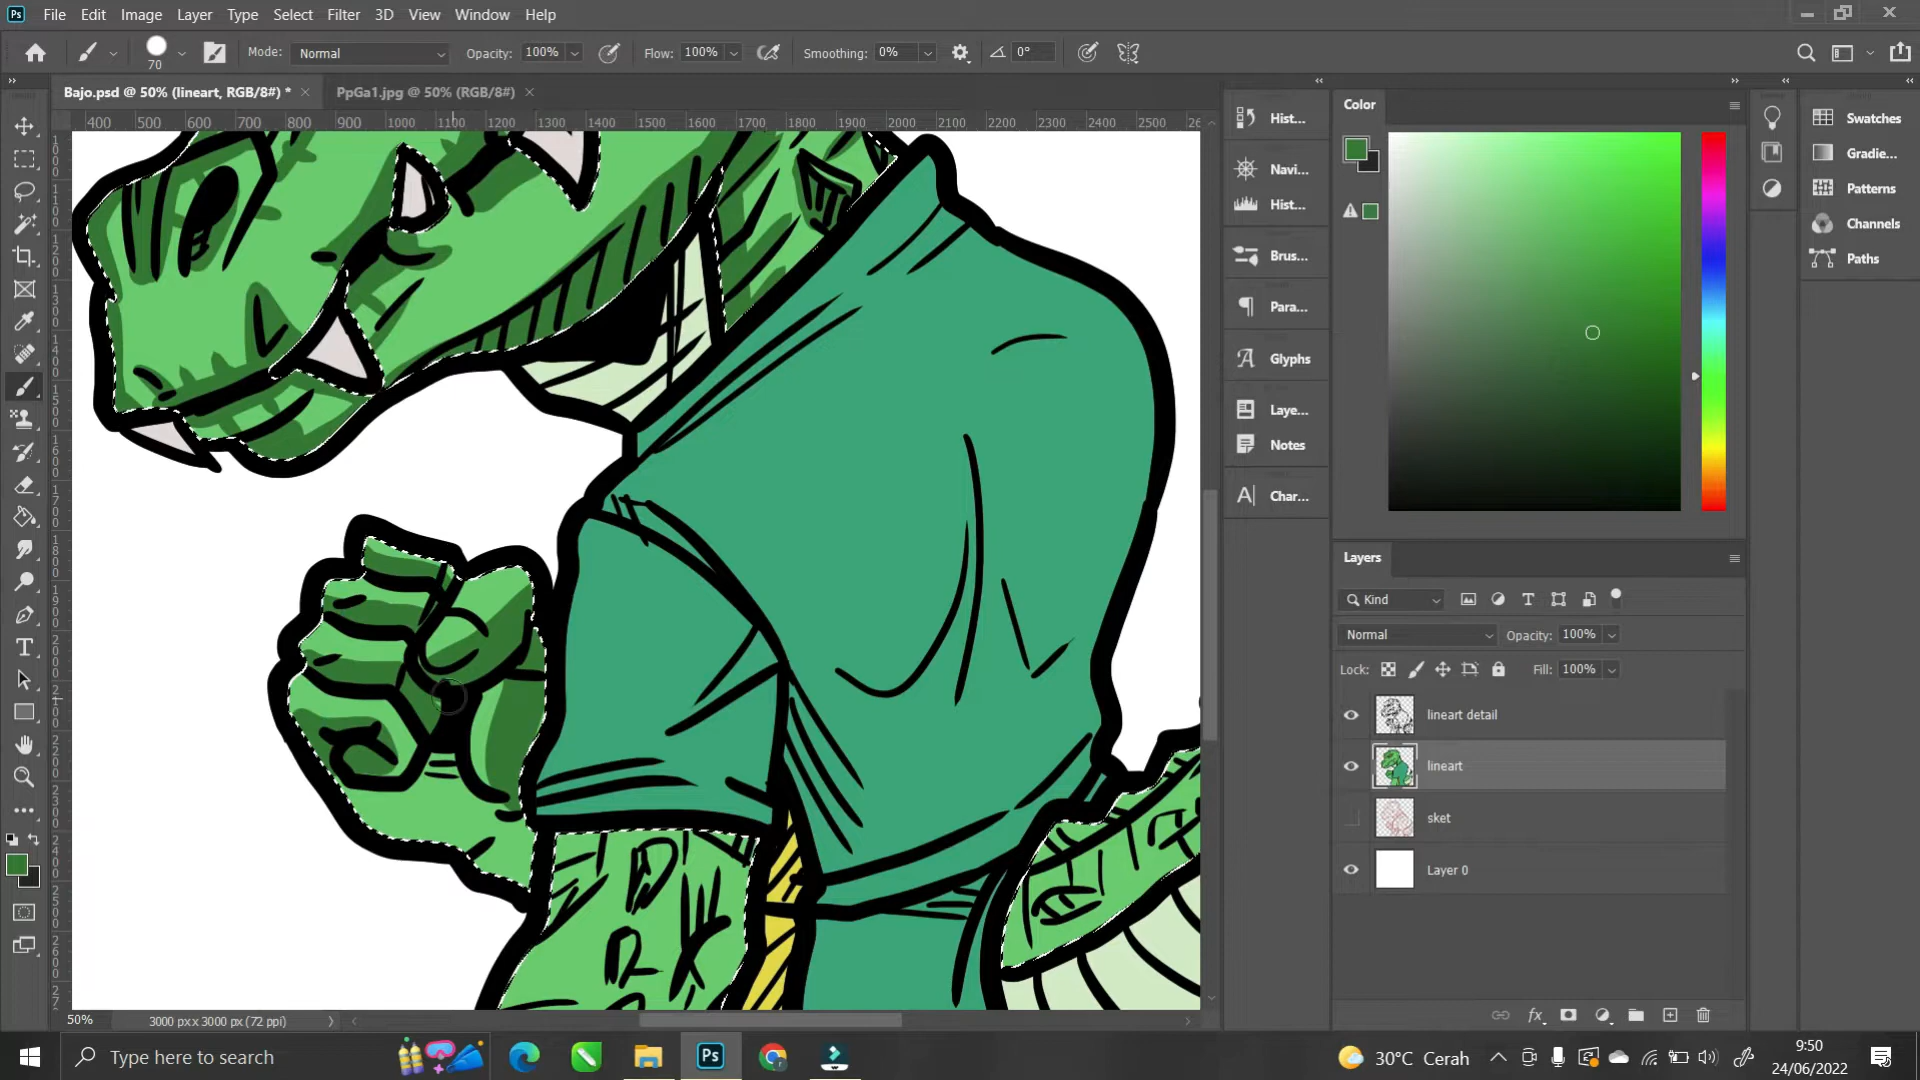 Ps File Edit Image Layer Type Select Filter 3D View Window Help
70 Mode: Normal Opacity: 100% Flow: 100% Smoothing: 0% 0°
Bajo.psd @ 50% (lineart, RGB/8#) * PpGa1.jpg @ 50% (RGB/8#)
400 500 600 700 800 900 1000 1100 1200 1300 1400 1500 1600 1700 1800 1900 2000 2100 2200 2300 2400 2500
Hist...
Navi...
Hist...
Brus...
Para...
Glyphs
Laye...
Notes
Char...
Color
Swatches
Gradie...
Patterns
Channels
Paths
Layers
Kind
Normal Opacity: 100%
Lock: Fill: 100%
lineart detail
lineart
sket
Layer 0
50% 3000 px x 3000 px (72 ppi)
Type here to search
Ps
30°C Cerah
9:50
24/06/2022